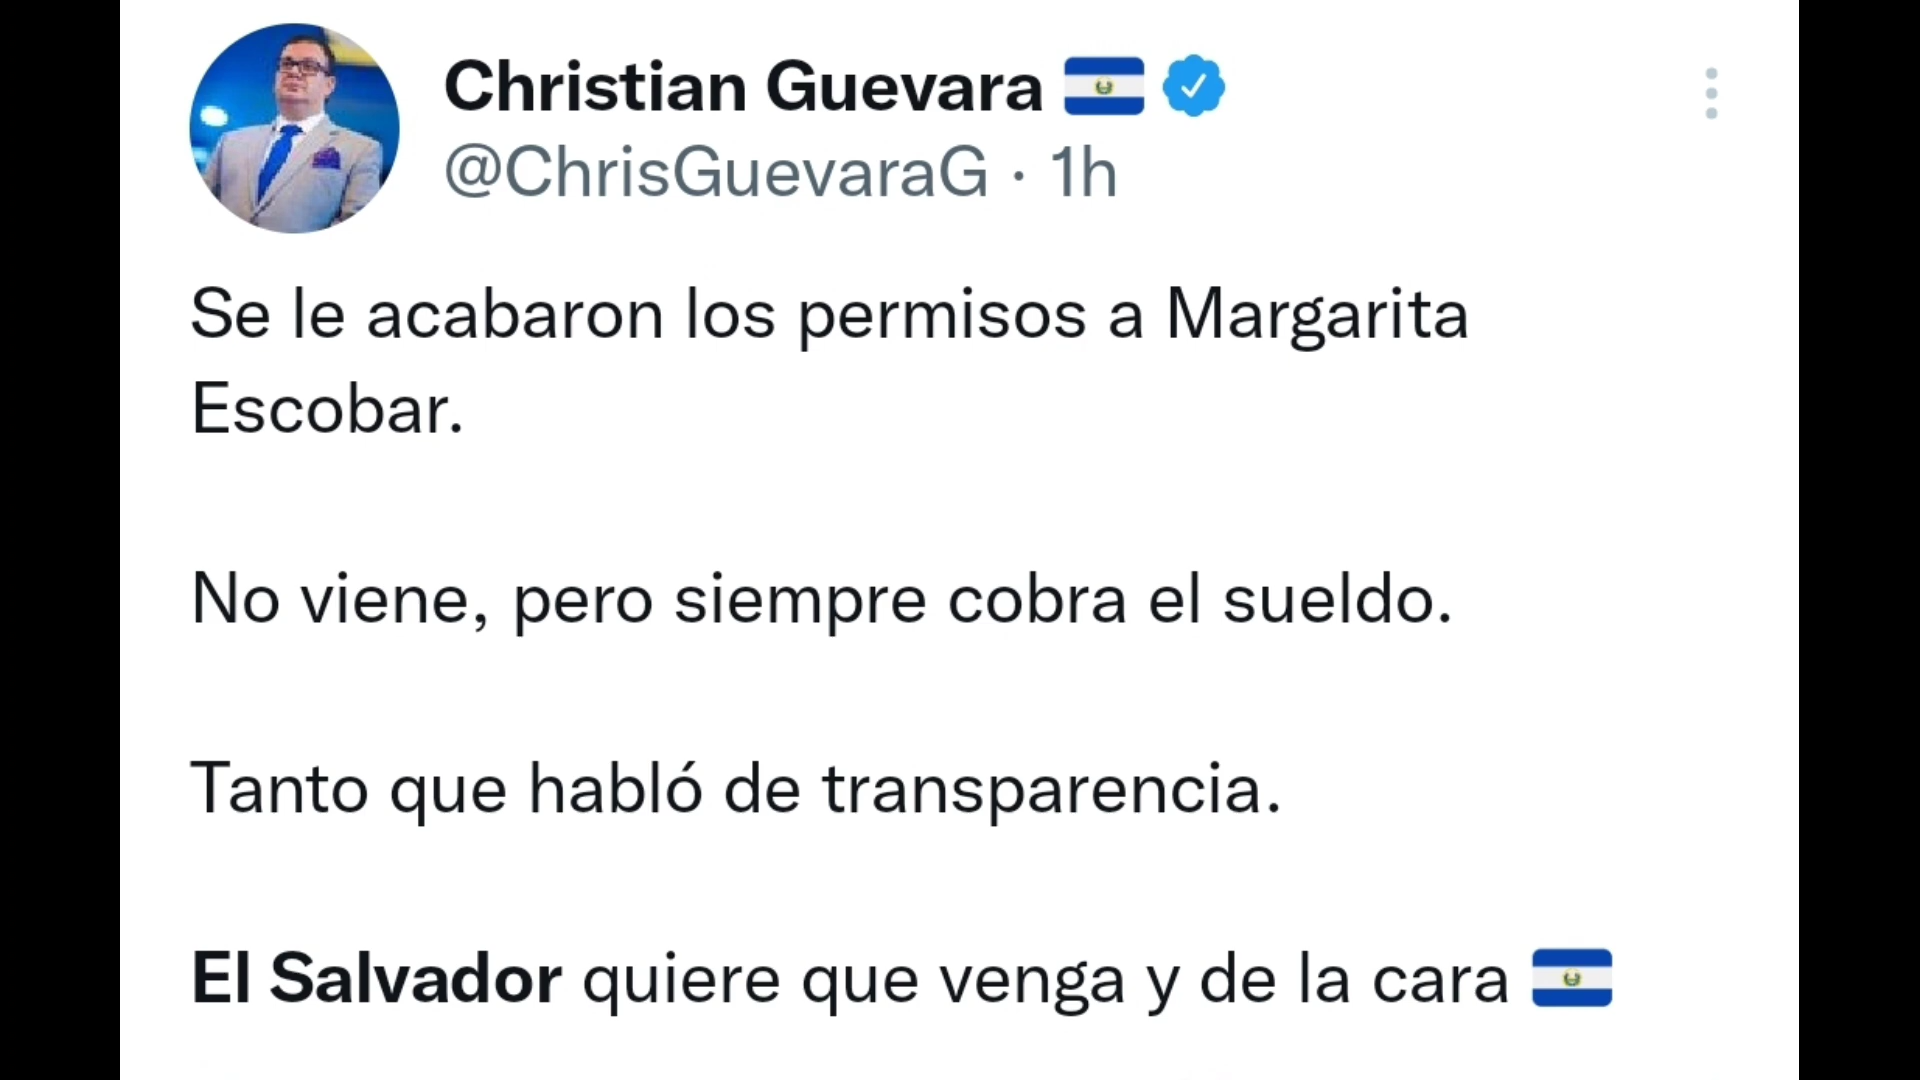 Christian Guevara 🇸🇻
@ChrisGuevaraG · 1h
Se le acabaron los permisos a Margarita
Escobar.
No viene, pero siempre cobra el sueldo.
Tanto que habló de transparencia.
El Salvador quiere que venga y de la cara 🇸🇻